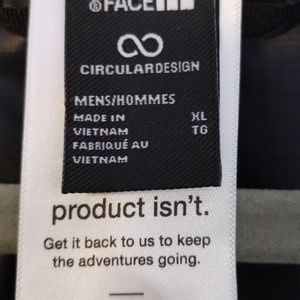 ®FACE
CIRCULARDESIGN
MENS/HOMMES
MADE IN XL
VIETNAM TG
FABRIQUÉ AU
VIETNAM
product isn't.
Get it back to us to keep
the adventures going.